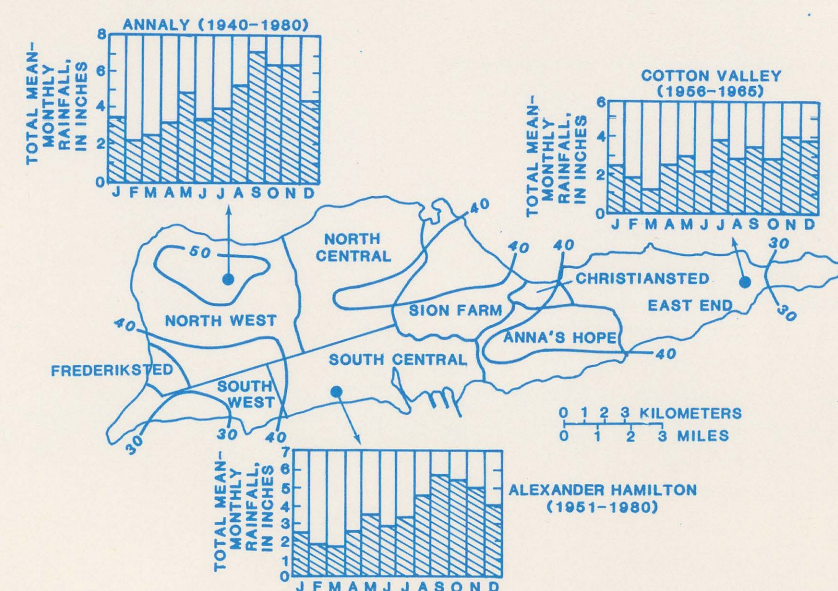 ANNALY (1940-1980)
TOTAL MEAN-
MONTHLY
RAINFALL,
IN INCHES
8
6
4
2
0
J F M A M J J A S O N D
COTTON VALLEY
(1956-1965)
TOTAL MEAN-
MONTHLY
RAINFALL,
IN INCHES
6
4
2
0
J F M A M J J A S O N D
NORTH
CENTRAL
40
50
40
40
30
CHRISTIANSTED
EAST END
NORTH WEST
SION FARM
30
40
ANNA'S HOPE
40
FREDERIKSTED
SOUTH CENTRAL
SOUTH
WEST
30
30
40
0 1 2 3 KILOMETERS
0 1 2 3 MILES
TOTAL MEAN-
MONTHLY
RAINFALL,
IN INCHES
7
6
5
4
3
2
1
0
J F M A M J J A S O N D
ALEXANDER HAMILTON
(1951-1980)